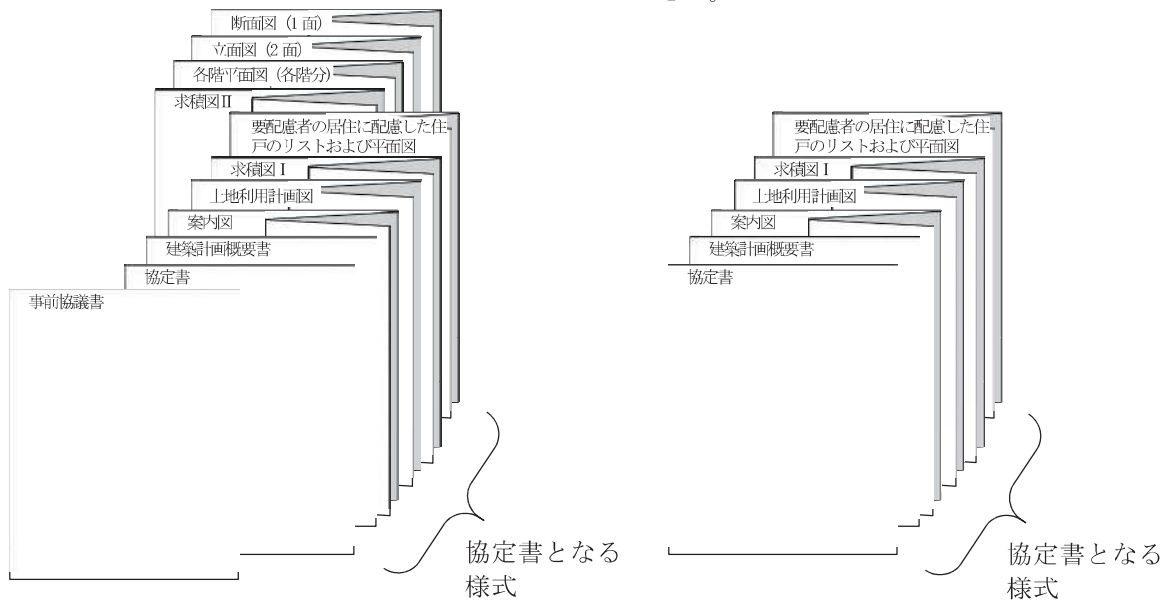 断面図（1 面）
立面図（2 面）
各階平面図（各階分）
求積図Ⅱ
要配慮者の居住に配慮した住
戸のリストおよび平面図
求積図Ⅰ
土地利用計画図
案内図
建築計画概要書
協定書
事前協議書
協定書となる
様式
要配慮者の居住に配慮した住
戸のリストおよび平面図
求積図Ⅰ
土地利用計画図
案内図
建築計画概要書
協定書
協定書となる
様式